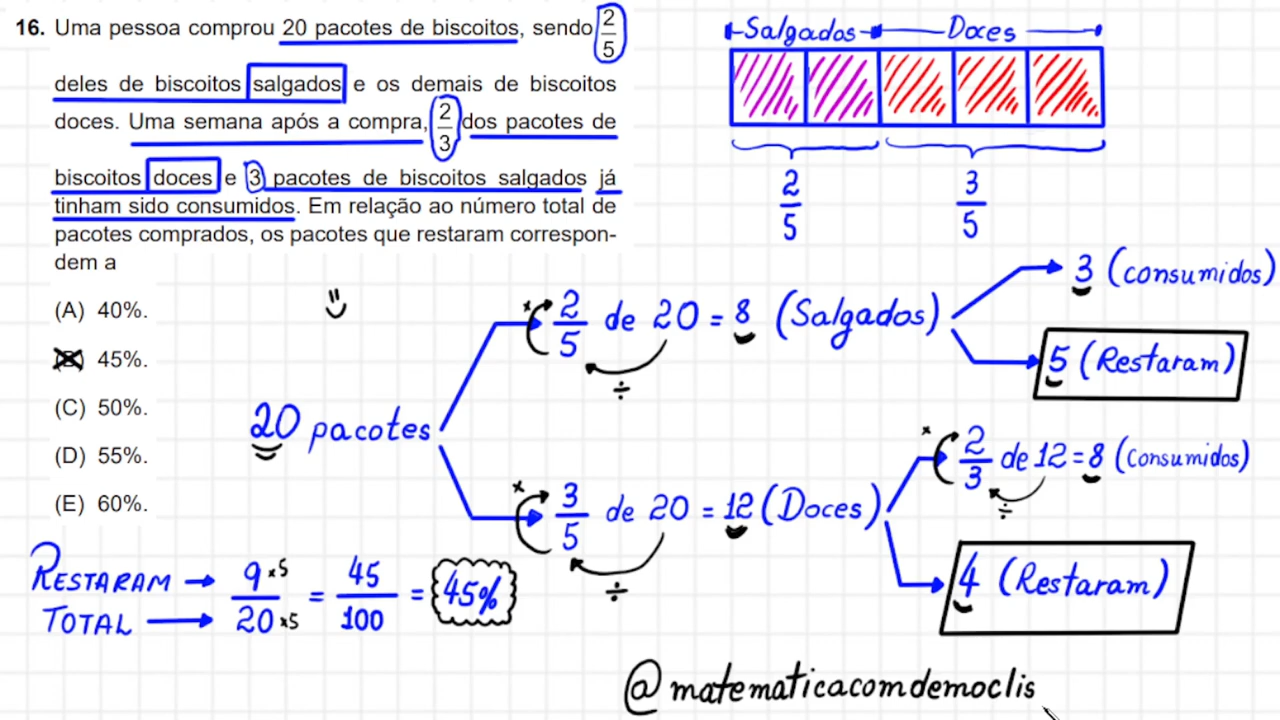 16. Uma pessoa comprou 20 pacotes de biscoitos, sendo 2/5
deles de biscoitos salgados e os demais de biscoitos
doces. Uma semana após a compra, 2/3 dos pacotes de
biscoitos doces e 3 pacotes de biscoitos salgados já
tinham sido consumidos. Em relação ao número total de
pacotes comprados, os pacotes que restaram correspon-
dem a
(A) 40%.
(B) 45%.
(C) 50%.
(D) 55%.
(E) 60%.
Salgados Doces
2/5 3/5
20 pacotes
× 2/5 de 20 = 8 (Salgados)
÷
3 (consumidos)
5 (Restaram)
× 3/5 de 20 = 12 (Doces)
÷
× 2/3 de 12 = 8 (consumidos)
÷
4 (Restaram)
RESTARAM → 9×5 = 45 = 45%
TOTAL → 20×5 100
@matematicacomdemoclis